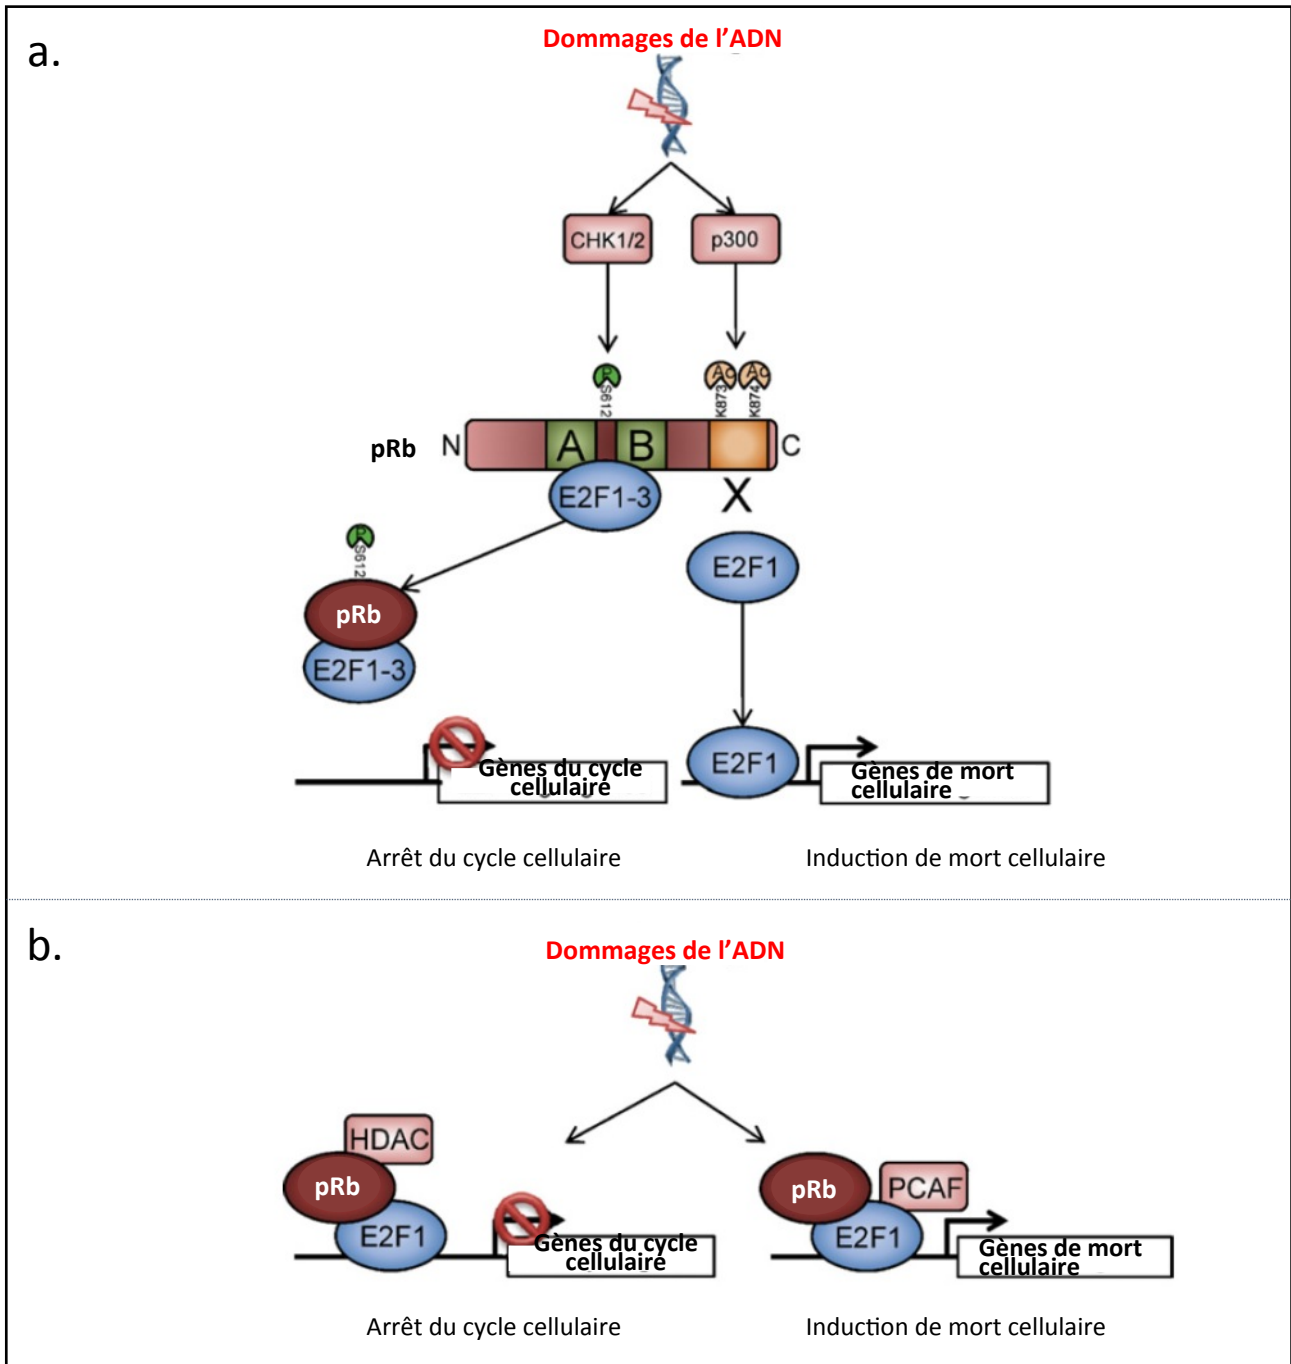 a.
Dommages de l'ADN
CHK1/2
p300
P
S612
Ac
K873
Ac
K874
pRb
N
A
B
C
E2F1-3
X
P
S612
E2F1
pRb
E2F1-3
E2F1
Gènes du cycle
cellulaire
Gènes de mort
cellulaire
Arrêt du cycle cellulaire
Induction de mort cellulaire
b.
Dommages de l'ADN
HDAC
pRb
E2F1
Gènes du cycle
cellulaire
pRb
PCAF
E2F1
Gènes de mort
cellulaire
Arrêt du cycle cellulaire
Induction de mort cellulaire